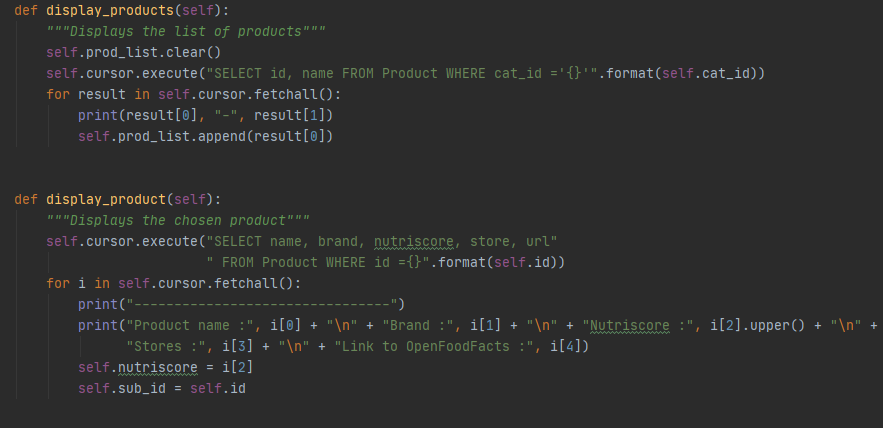 def display_products(self):
    """Displays the list of products"""
    self.prod_list.clear()
    self.cursor.execute("SELECT id, name FROM Product WHERE cat_id ='{}'".format(self.cat_id))
    for result in self.cursor.fetchall():
        print(result[0], "-", result[1])
        self.prod_list.append(result[0])
def display_product(self):
    """Displays the chosen product"""
    self.cursor.execute("SELECT name, brand, nutriscore, store, url"
                        " FROM Product WHERE id ={}".format(self.id))
    for i in self.cursor.fetchall():
        print("--------------------------------")
        print("Product name :", i[0] + "\n" + "Brand :", i[1] + "\n" + "Nutriscore :", i[2].upper() + "\n" +
              "Stores :", i[3] + "\n" + "Link to OpenFoodFacts :", i[4])
        self.nutriscore = i[2]
        self.sub_id = self.id